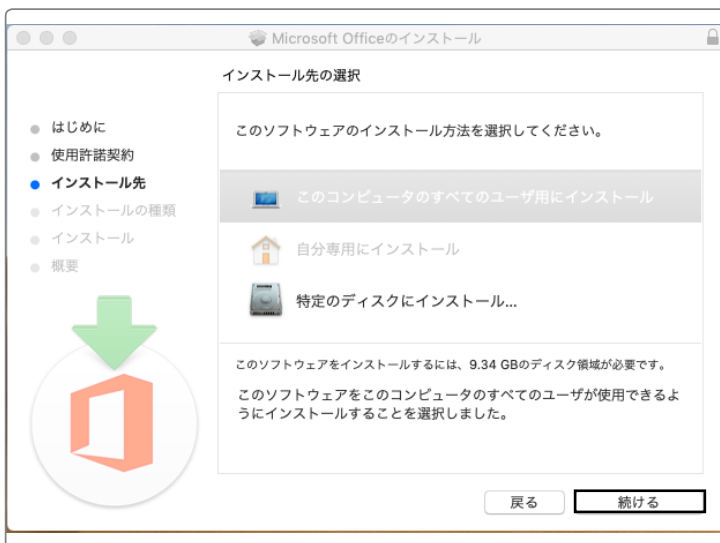 Microsoft Officeのインストール
インストール先の選択
はじめに
使用許諾契約
インストール先
インストールの種類
インストール
概要
このソフトウェアのインストール方法を選択してください。
このコンピュータのすべてのユーザ用にインストール
自分専用にインストール
特定のディスクにインストール...
このソフトウェアをインストールするには、9.34 GBのディスク領域が必要です。
このソフトウェアをこのコンピュータのすべてのユーザが使用できるよ
うにインストールすることを選択しました。
戻る
続ける